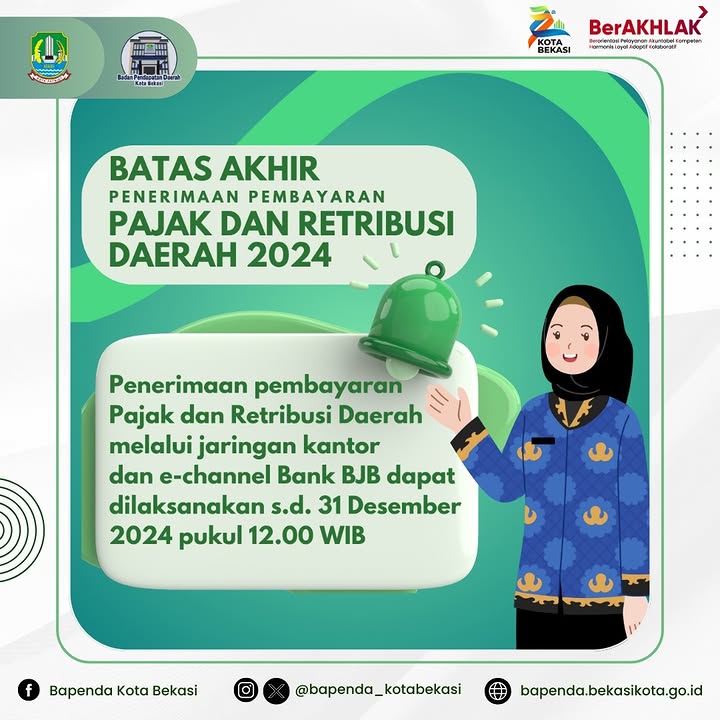 Badan Pendapatan Daerah
Kota Bekasi
KOTA
BEKASI
BerAKHLAK
Berorientasi Pelayanan Akuntabel Kompeten
Harmonis Loyal Adaptif Kolaboratif
BATAS AKHIR
PENERIMAAN PEMBAYARAN
PAJAK DAN RETRIBUSI
DAERAH 2024
Penerimaan pembayaran
Pajak dan Retribusi Daerah
melalui jaringan kantor
dan e-channel Bank BJB dapat
dilaksanakan s.d. 31 Desember
2024 pukul 12.00 WIB
Bapenda Kota Bekasi
@bapenda_kotabekasi
bapenda.bekasikota.go.id